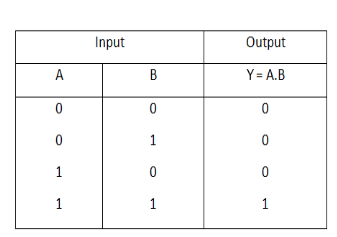 Input Output
A B Y = A.B
0 0 0
0 1 0
1 0 0
1 1 1